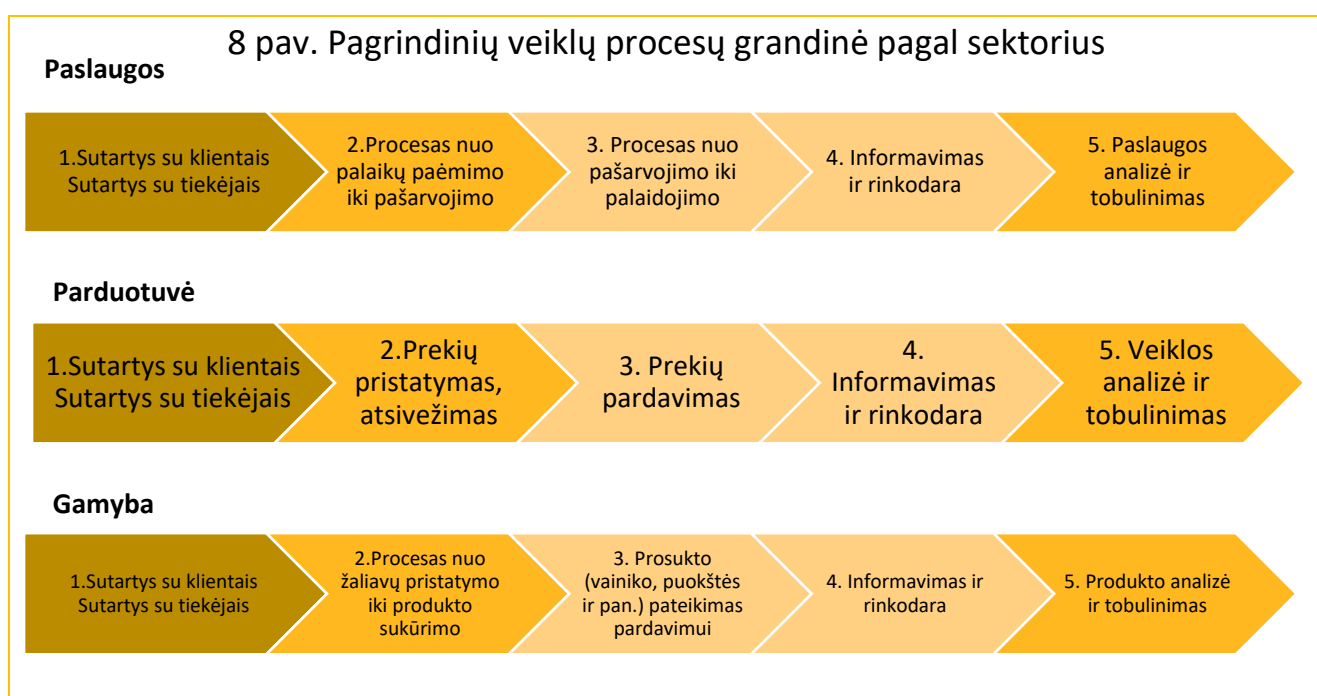 8 pav. Pagrindinių veiklų procesų grandinė pagal sektorius
Paslaugos
1.Sutartys su klientais
Sutartys su tiekėjais
2.Procesas nuo
palaikų paėmimo
iki pašarvojimo
3. Procesas nuo
pašarvojimo iki
palaidojimo
4. Informavimas
ir rinkodara
5. Paslaugos
analizė ir
tobulinimas
Parduotuvė
1.Sutartys su klientais
Sutartys su tiekėjais
2.Prekių
pristatymas,
atsivežimas
3. Prekių
pardavimas
4.
Informavimas
ir rinkodara
5. Veiklos
analizė ir
tobulinimas
Gamyba
1.Sutartys su klientais
Sutartys su tiekėjais
2.Procesas nuo
žaliavų pristatymo
iki produkto
sukūrimo
3. Prosukto
(vainiko, puokštės
ir pan.) pateikimas
pardavimui
4. Informavimas ir
rinkodara
5. Produkto analizė
ir tobulinimas